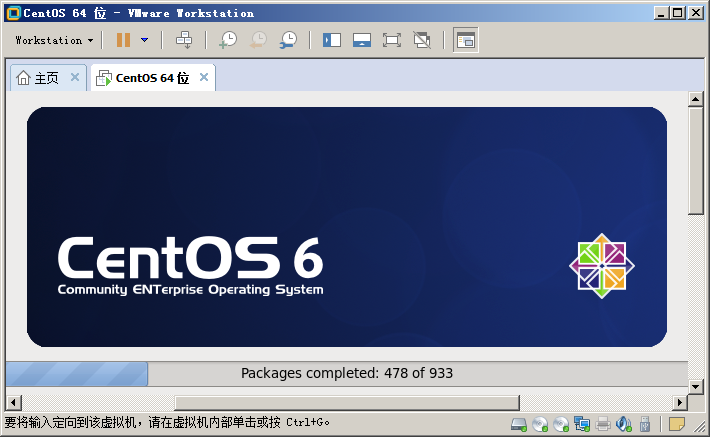 CentOS 64 位 - VMware Workstation
Workstation
主页
CentOS 64 位
CentOS 6
Community ENTerprise Operating System
Packages completed: 478 of 933
要将输入定向到该虚拟机，请在虚拟机内部单击或按 Ctrl+G。